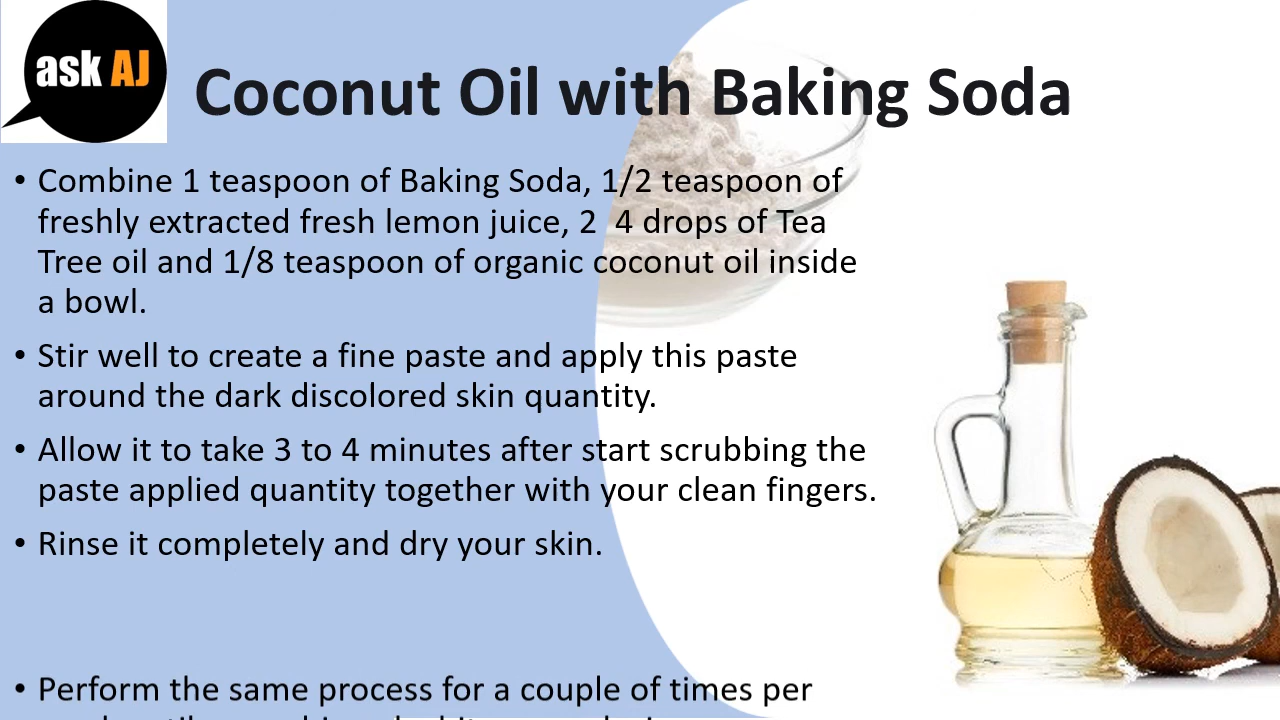 ask AJ
Coconut Oil with Baking Soda
• Combine 1 teaspoon of Baking Soda, 1/2 teaspoon of
freshly extracted fresh lemon juice, 2  4 drops of Tea
Tree oil and 1/8 teaspoon of organic coconut oil inside
a bowl.
• Stir well to create a fine paste and apply this paste
around the dark discolored skin quantity.
• Allow it to take 3 to 4 minutes after start scrubbing the
paste applied quantity together with your clean fingers.
• Rinse it completely and dry your skin.
• Perform the same process for a couple of times per